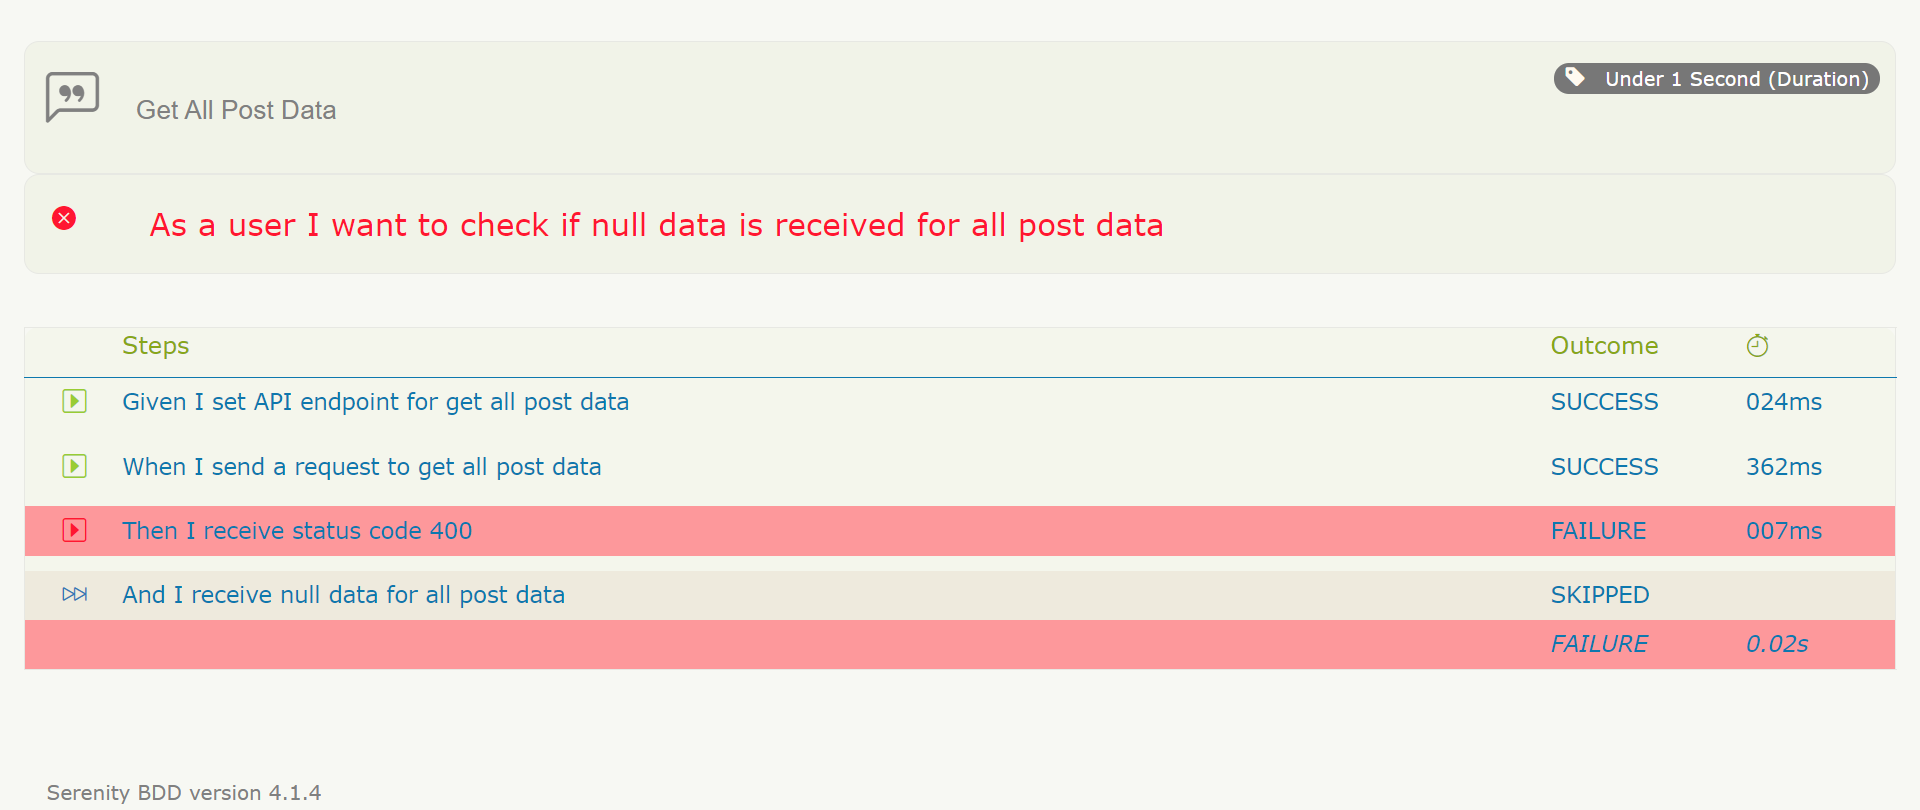 Get All Post Data
Under 1 Second (Duration)
As a user I want to check if null data is received for all post data
Steps Outcome
Given I set API endpoint for get all post data SUCCESS 024ms
When I send a request to get all post data SUCCESS 362ms
Then I receive status code 400 FAILURE 007ms
And I receive null data for all post data SKIPPED
FAILURE 0.02s
Serenity BDD version 4.1.4